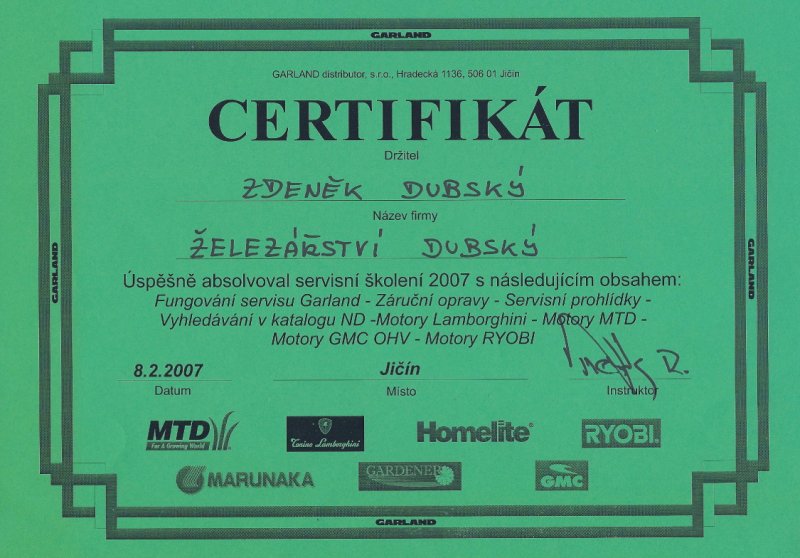 GARLAND
GARLAND distributor, s.r.o., Hradecká 1136, 506 01 Jičín
CERTIFIKÁT
Držitel
ZDENĚK DUBSKÝ
Název firmy
ŽELEZÁŘSTVÍ DUBSKÝ
GARLAND
GARLAND
Úspěšně absolvoval servisní školení 2007 s následujícím obsahem:
Fungování servisu Garland - Záruční opravy - Servisní prohlídky -
Vyhledávání v katalogu ND -Motory Lamborghini - Motory MTD -
Motory GMC OHV - Motory RYOBI
8.2.2007 Jičín
Datum Místo Instruktor
MTD Homelite RYOBI
For A Growing World Tonino Lamborghini
MARUNAKA GARDENER GMC
GARLAND